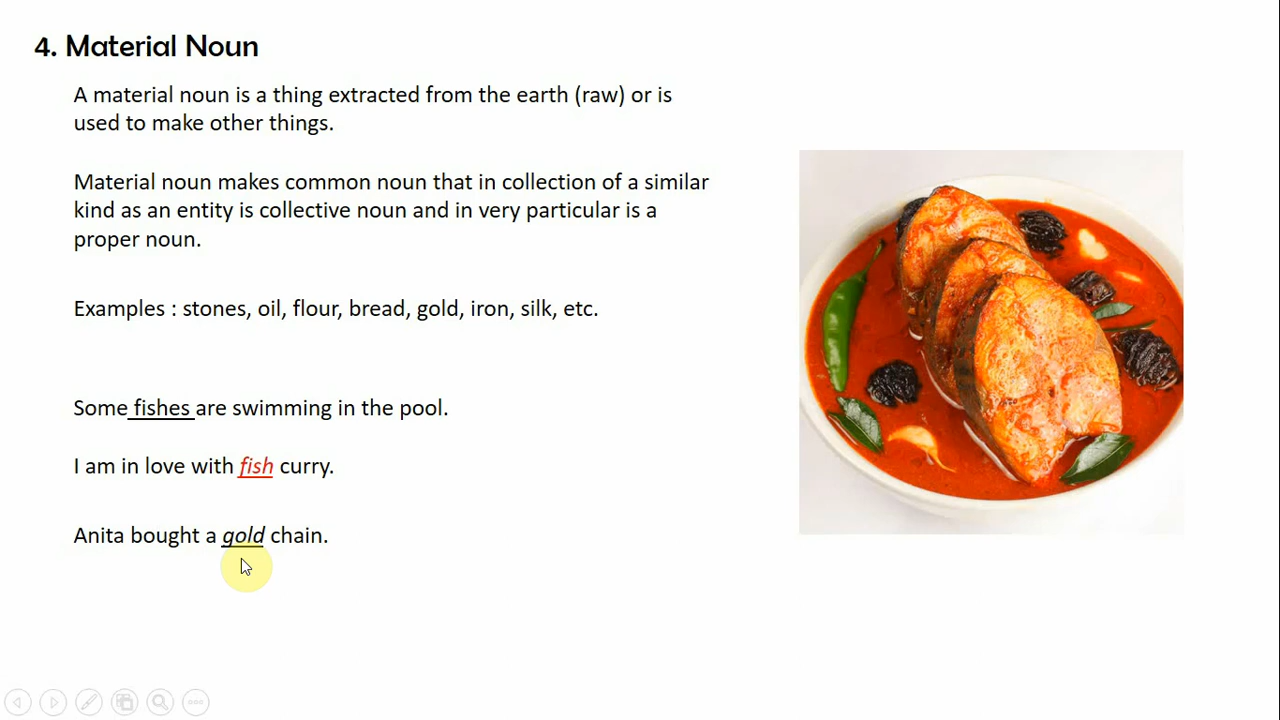 4. Material Noun
A material noun is a thing extracted from the earth (raw) or is
used to make other things.
Material noun makes common noun that in collection of a similar
kind as an entity is collective noun and in very particular is a
proper noun.
Examples : stones, oil, flour, bread, gold, iron, silk, etc.
Some fishes are swimming in the pool.
I am in love with fish curry.
Anita bought a gold chain.